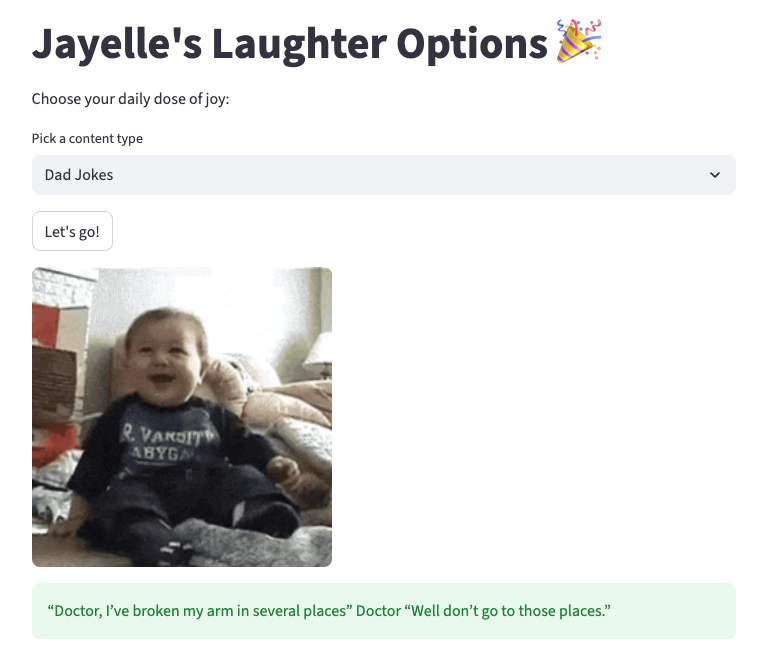 Jayelle's Laughter Options 🎉
Choose your daily dose of joy:
Pick a content type
Dad Jokes
Let's go!
R. VARSITY
“Doctor, I’ve broken my arm in several places” Doctor “Well don’t go to those places.”